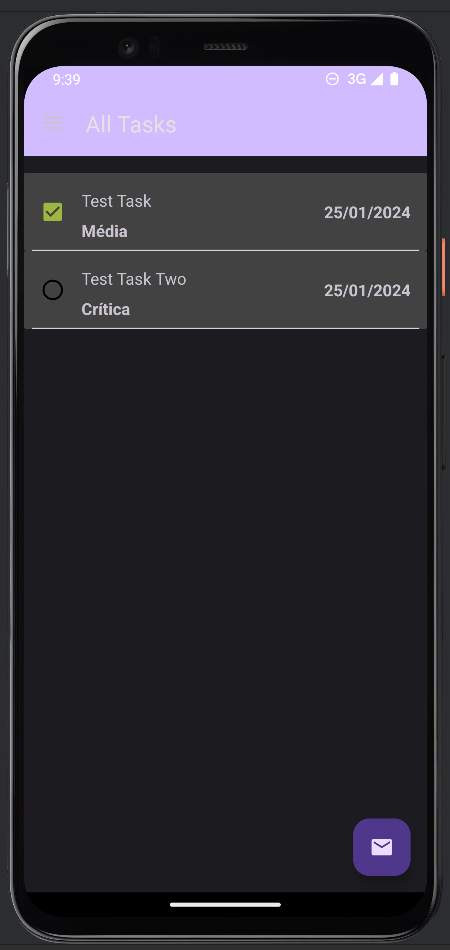 9:39
3G
All Tasks
Test Task
Média
25/01/2024
Test Task Two
Crítica
25/01/2024